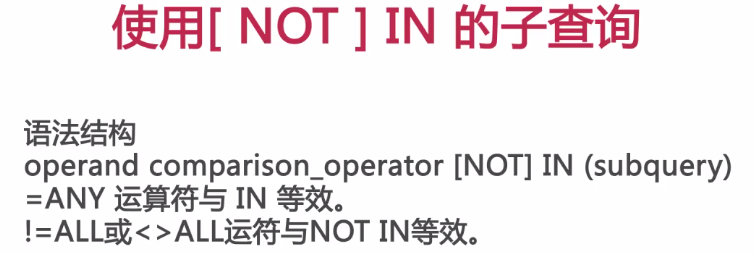 使用[ NOT ] IN 的子查询
语法结构
operand comparison_operator [NOT] IN (subquery)
=ANY 运算符与 IN 等效。
!=ALL或<>ALL运符与NOT IN等效。